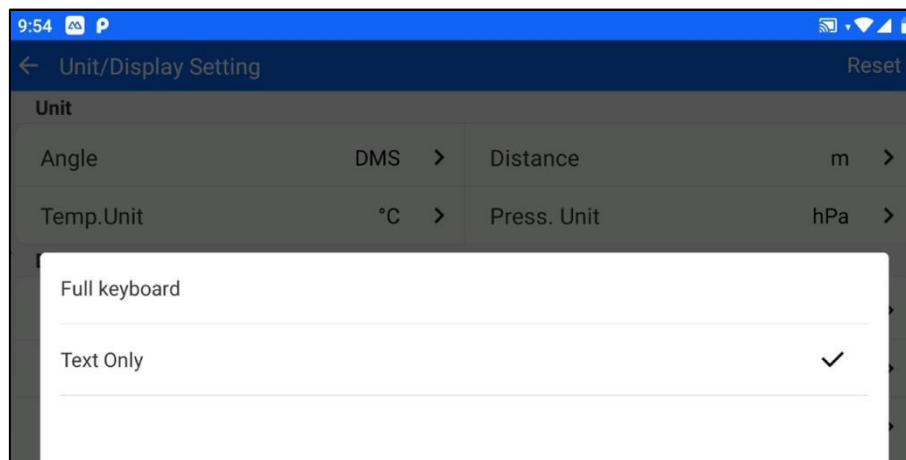 9:54
Unit/Display Setting Reset
Unit
Angle DMS Distance m
Temp.Unit °C Press. Unit hPa
Full keyboard
Text Only